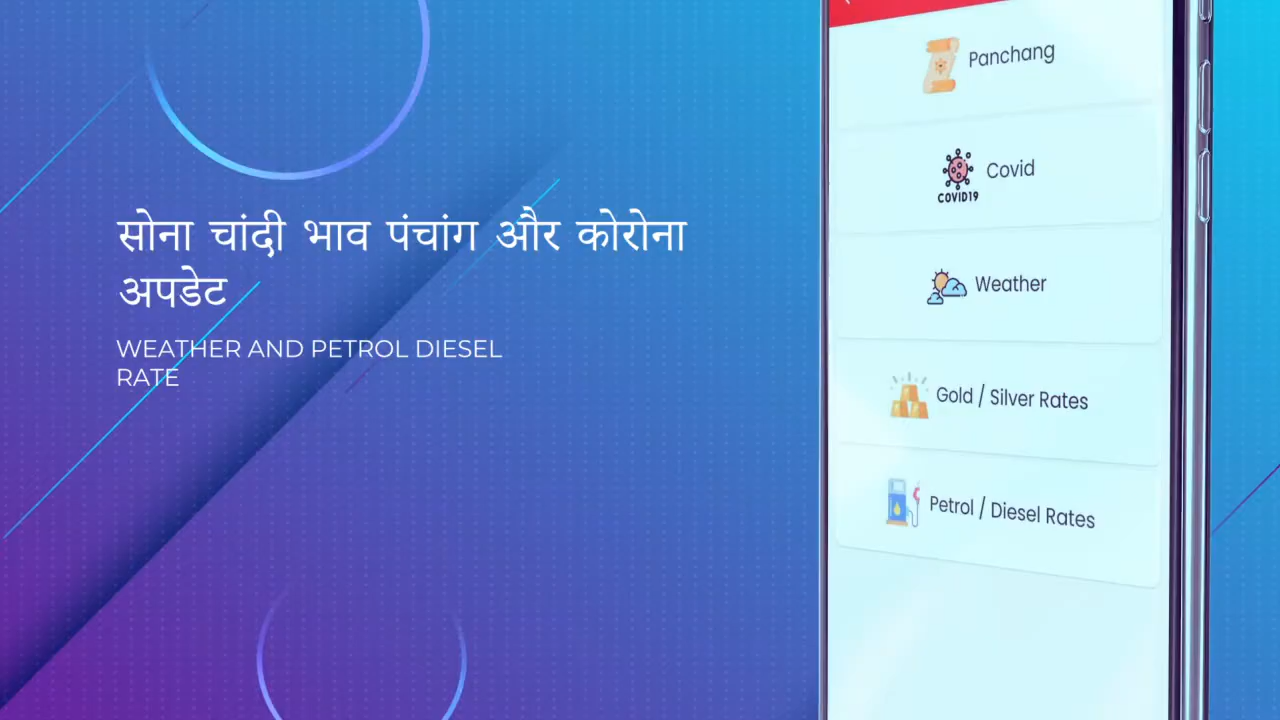 सोना चांदी भाव पंचांग और कोरोना
अपडेट
WEATHER AND PETROL DIESEL
RATE
Panchang
COVID19
Covid
Weather
Gold / Silver Rates
Petrol / Diesel Rates